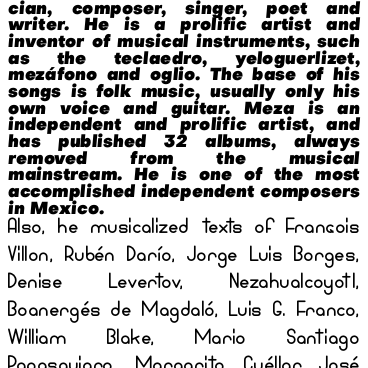 cian, composer, singer, poet and
writer. He is a prolific artist and
inventor of musical instruments, such
as the teclaedro, yeloguerlizet,
mezáfono and oglio. The base of his
songs is folk music, usually only his
own voice and guitar. Meza is an
independent and prolific artist, and
has published 32 albums, always
removed from the musical
mainstream. He is one of the most
accomplished independent composers
in Mexico.
Also, he musicalized texts of François
Villon, Rubén Darío, Jorge Luis Borges,
Denise Levertov, Nezahualcoyotl,
Boanergés de Magdaló, Luis G. Franco,
William Blake, Mario Santiago
Papasquiaro, Margarita Cuéllar, José